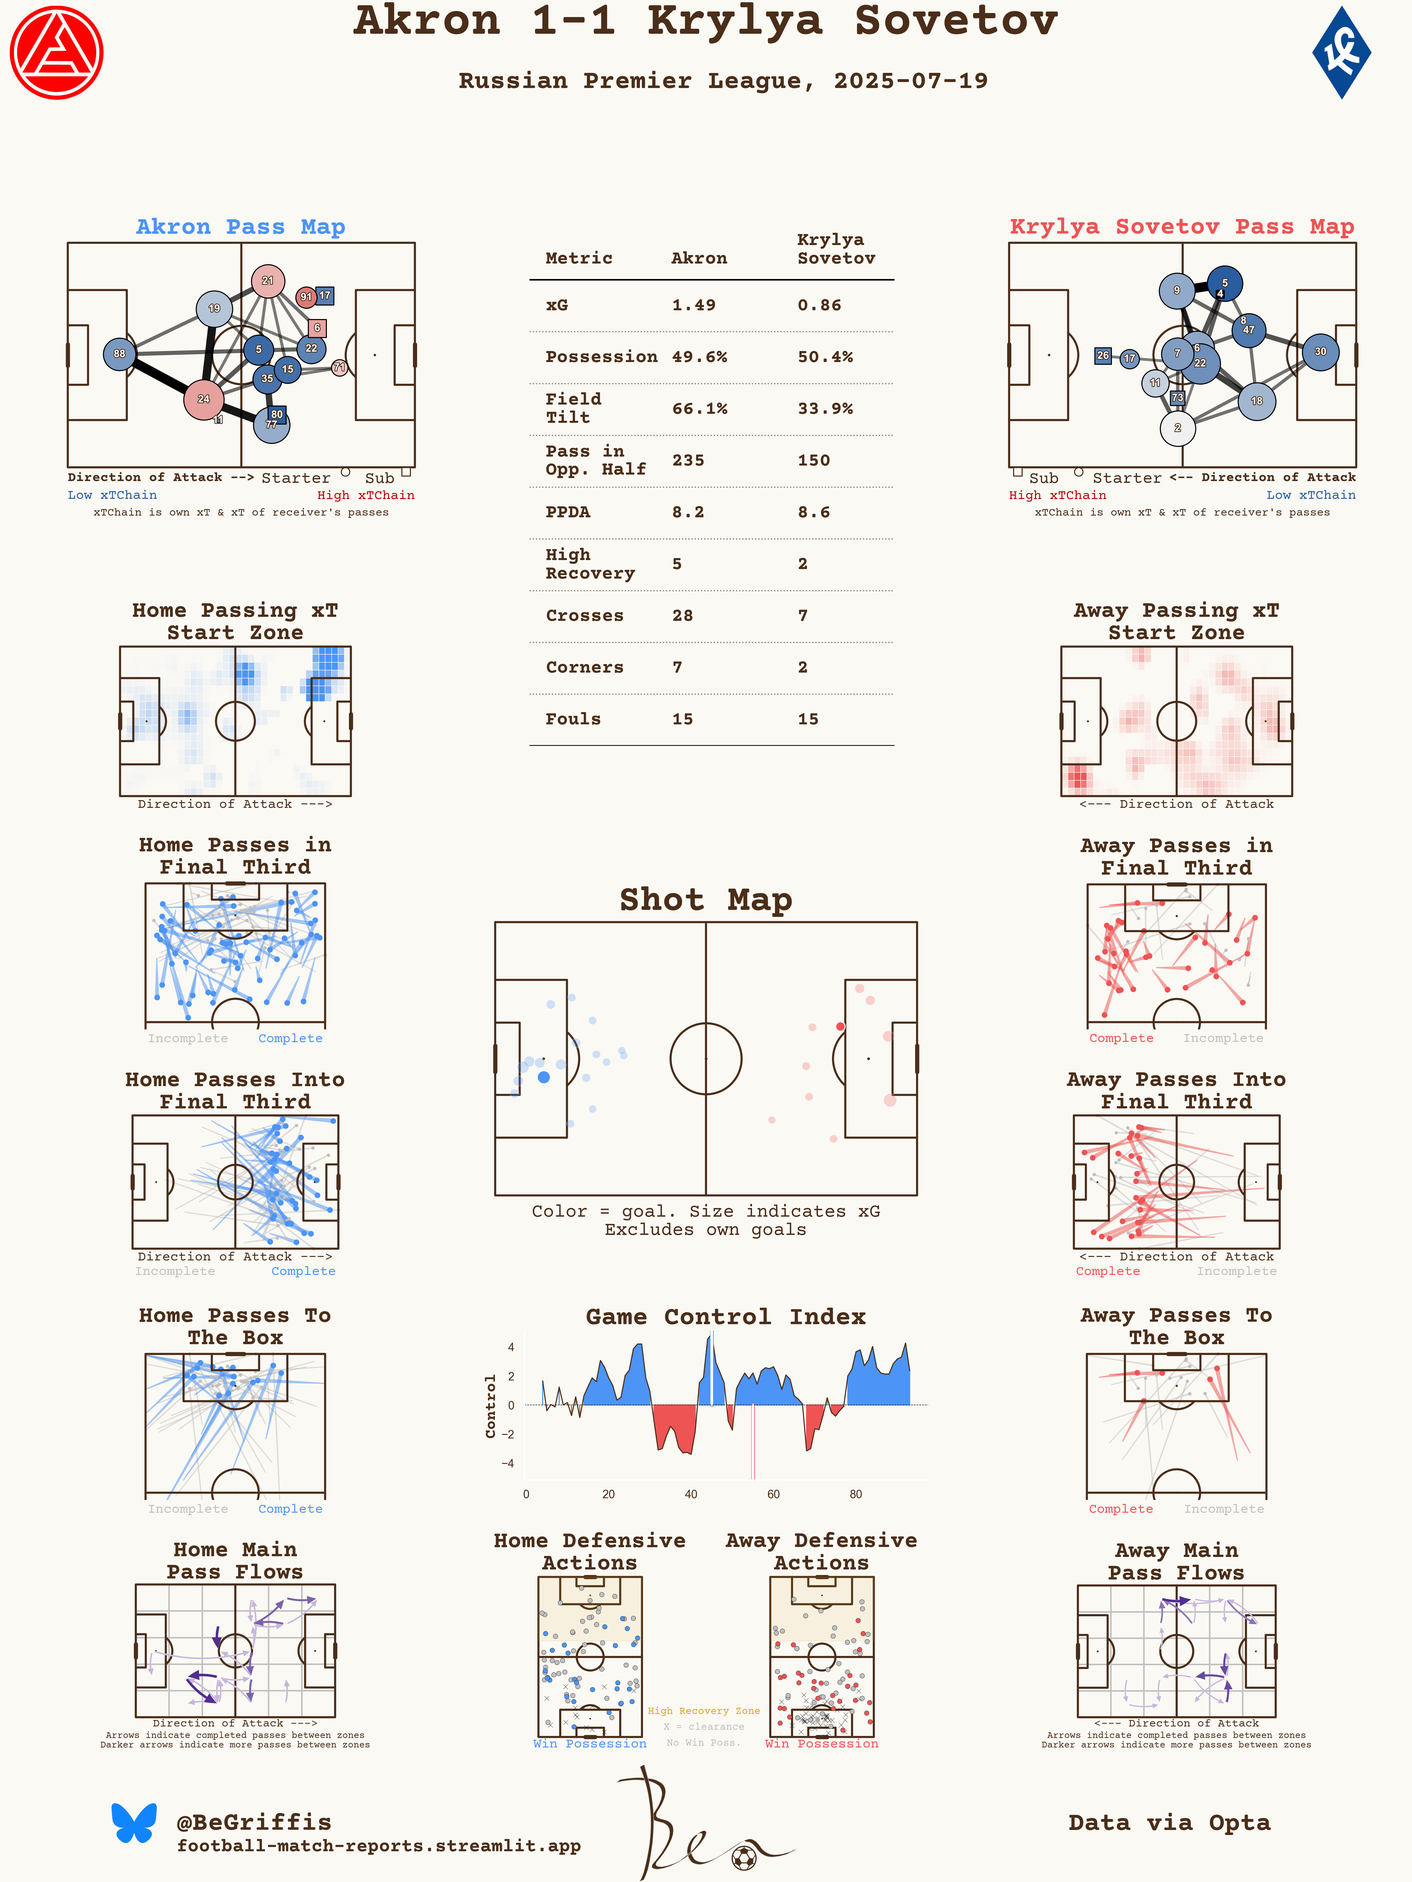 Akron 1-1 Krylya Sovetov
Russian Premier League, 2025-07-19
Akron Pass Map
21
91
17
19
6
5
22
88
15
71
35
24
80
11
77
Direction of Attack --> Starter Sub
Low xTChain High xTChain
xTChain is own xT & xT of receiver's passes
Metric Akron Krylya
Sovetov
xG 1.49 0.86
Possession 49.6% 50.4%
Field
Tilt 66.1% 33.9%
Pass in
Opp. Half 235 150
PPDA 8.2 8.6
High
Recovery 5 2
Crosses 28 7
Corners 7 2
Fouls 15 15
Krylya Sovetov Pass Map
9
5
4
8
47
6
26
17
7
22
30
11
73
18
2
Sub Starter <-- Direction of Attack
High xTChain Low xTChain
xTChain is own xT & xT of receiver's passes
Home Passing xT
Start Zone
Direction of Attack --->
Away Passing xT
Start Zone
<--- Direction of Attack
Home Passes in
Final Third
Incomplete Complete
Away Passes in
Final Third
Complete Incomplete
Shot Map
Color = goal. Size indicates xG
Excludes own goals
Home Passes Into
Final Third
Direction of Attack --->
Incomplete Complete
Away Passes Into
Final Third
<--- Direction of Attack
Complete Incomplete
Home Passes To
The Box
Incomplete Complete
Game Control Index
Control
4
2
0
−2
−4
0 20 40 60 80
Away Passes To
The Box
Complete Incomplete
Home Main
Pass Flows
Direction of Attack --->
Arrows indicate completed passes between zones
Darker arrows indicate more passes between zones
Home Defensive
Actions
Win Possession
High Recovery Zone
X = clearance
No Win Poss.
Away Defensive
Actions
Win Possession
Away Main
Pass Flows
<--- Direction of Attack
Arrows indicate completed passes between zones
Darker arrows indicate more passes between zones
@BeGriffis
football-match-reports.streamlit.app
Ben
Data via Opta